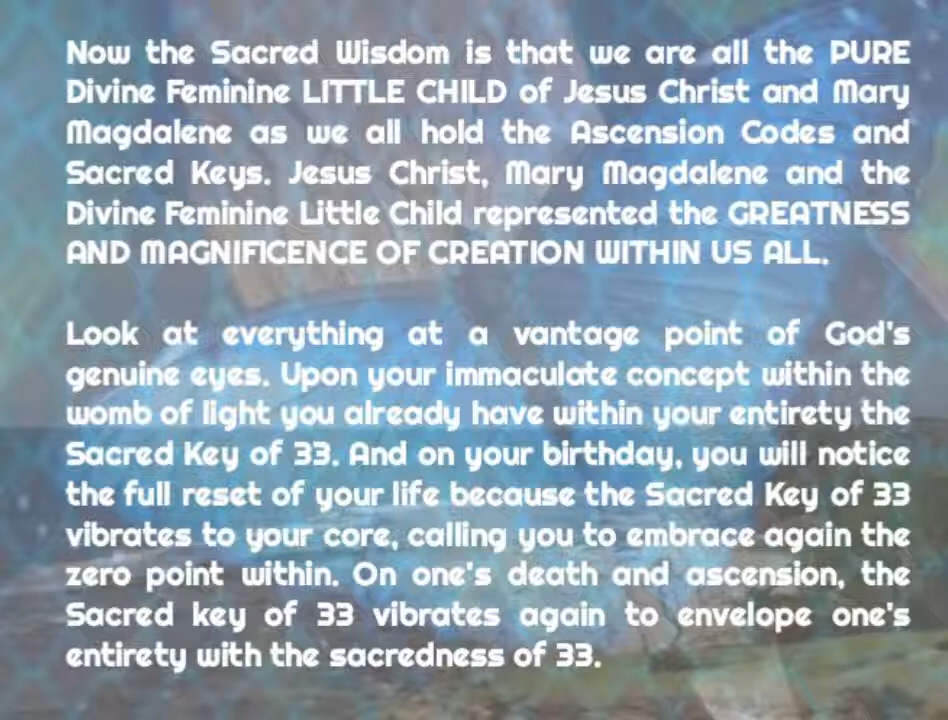 Now the Sacred Wisdom is that we are all the PURE
Divine Feminine LITTLE CHILD of Jesus Christ and Mary
Magdalene as we all hold the Ascension Codes and
Sacred Keys. Jesus Christ, Mary Magdalene and the
Divine Feminine Little Child represented the GREATNESS
AND MAGNIFICENCE OF CREATION WITHIN US ALL.
Look at everything at a vantage point of God's
genuine eyes. Upon your immaculate concept within the
womb of light you already have within your entirety the
Sacred Key of 33. And on your birthday, you will notice
the full reset of your life because the Sacred Key of 33
vibrates to your core, calling you to embrace again the
zero point within. On one's death and ascension, the
Sacred key of 33 vibrates again to envelope one's
entirety with the sacredness of 33.